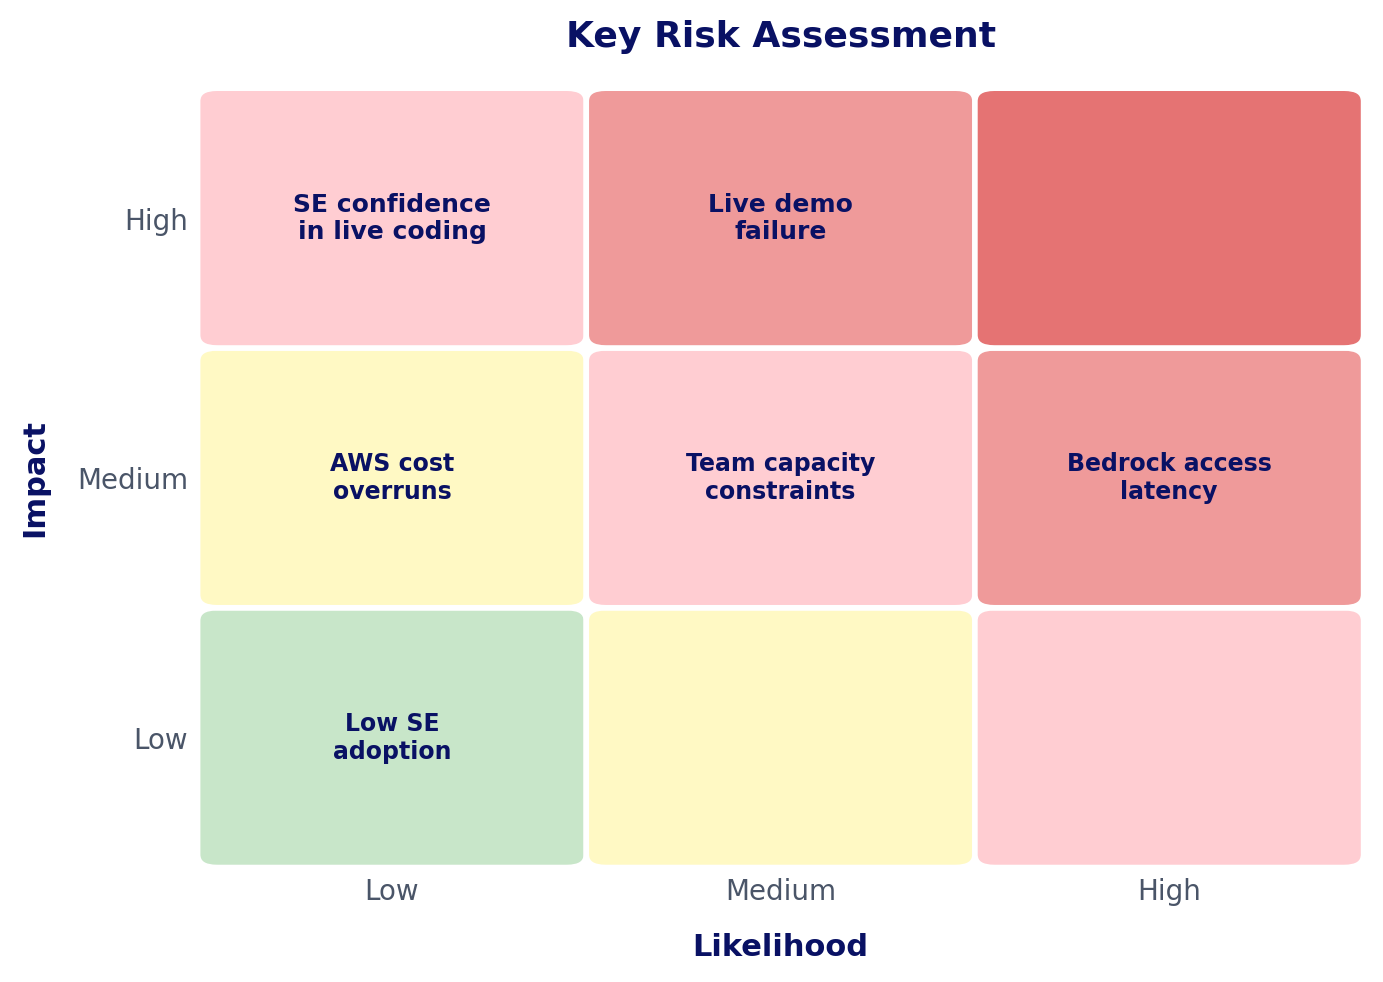 Key Risk Assessment
Impact
High
SE confidence
in live coding
Live demo
failure
Medium
AWS cost
overruns
Team capacity
constraints
Bedrock access
latency
Low
Low SE
adoption
Low
Medium
High
Likelihood